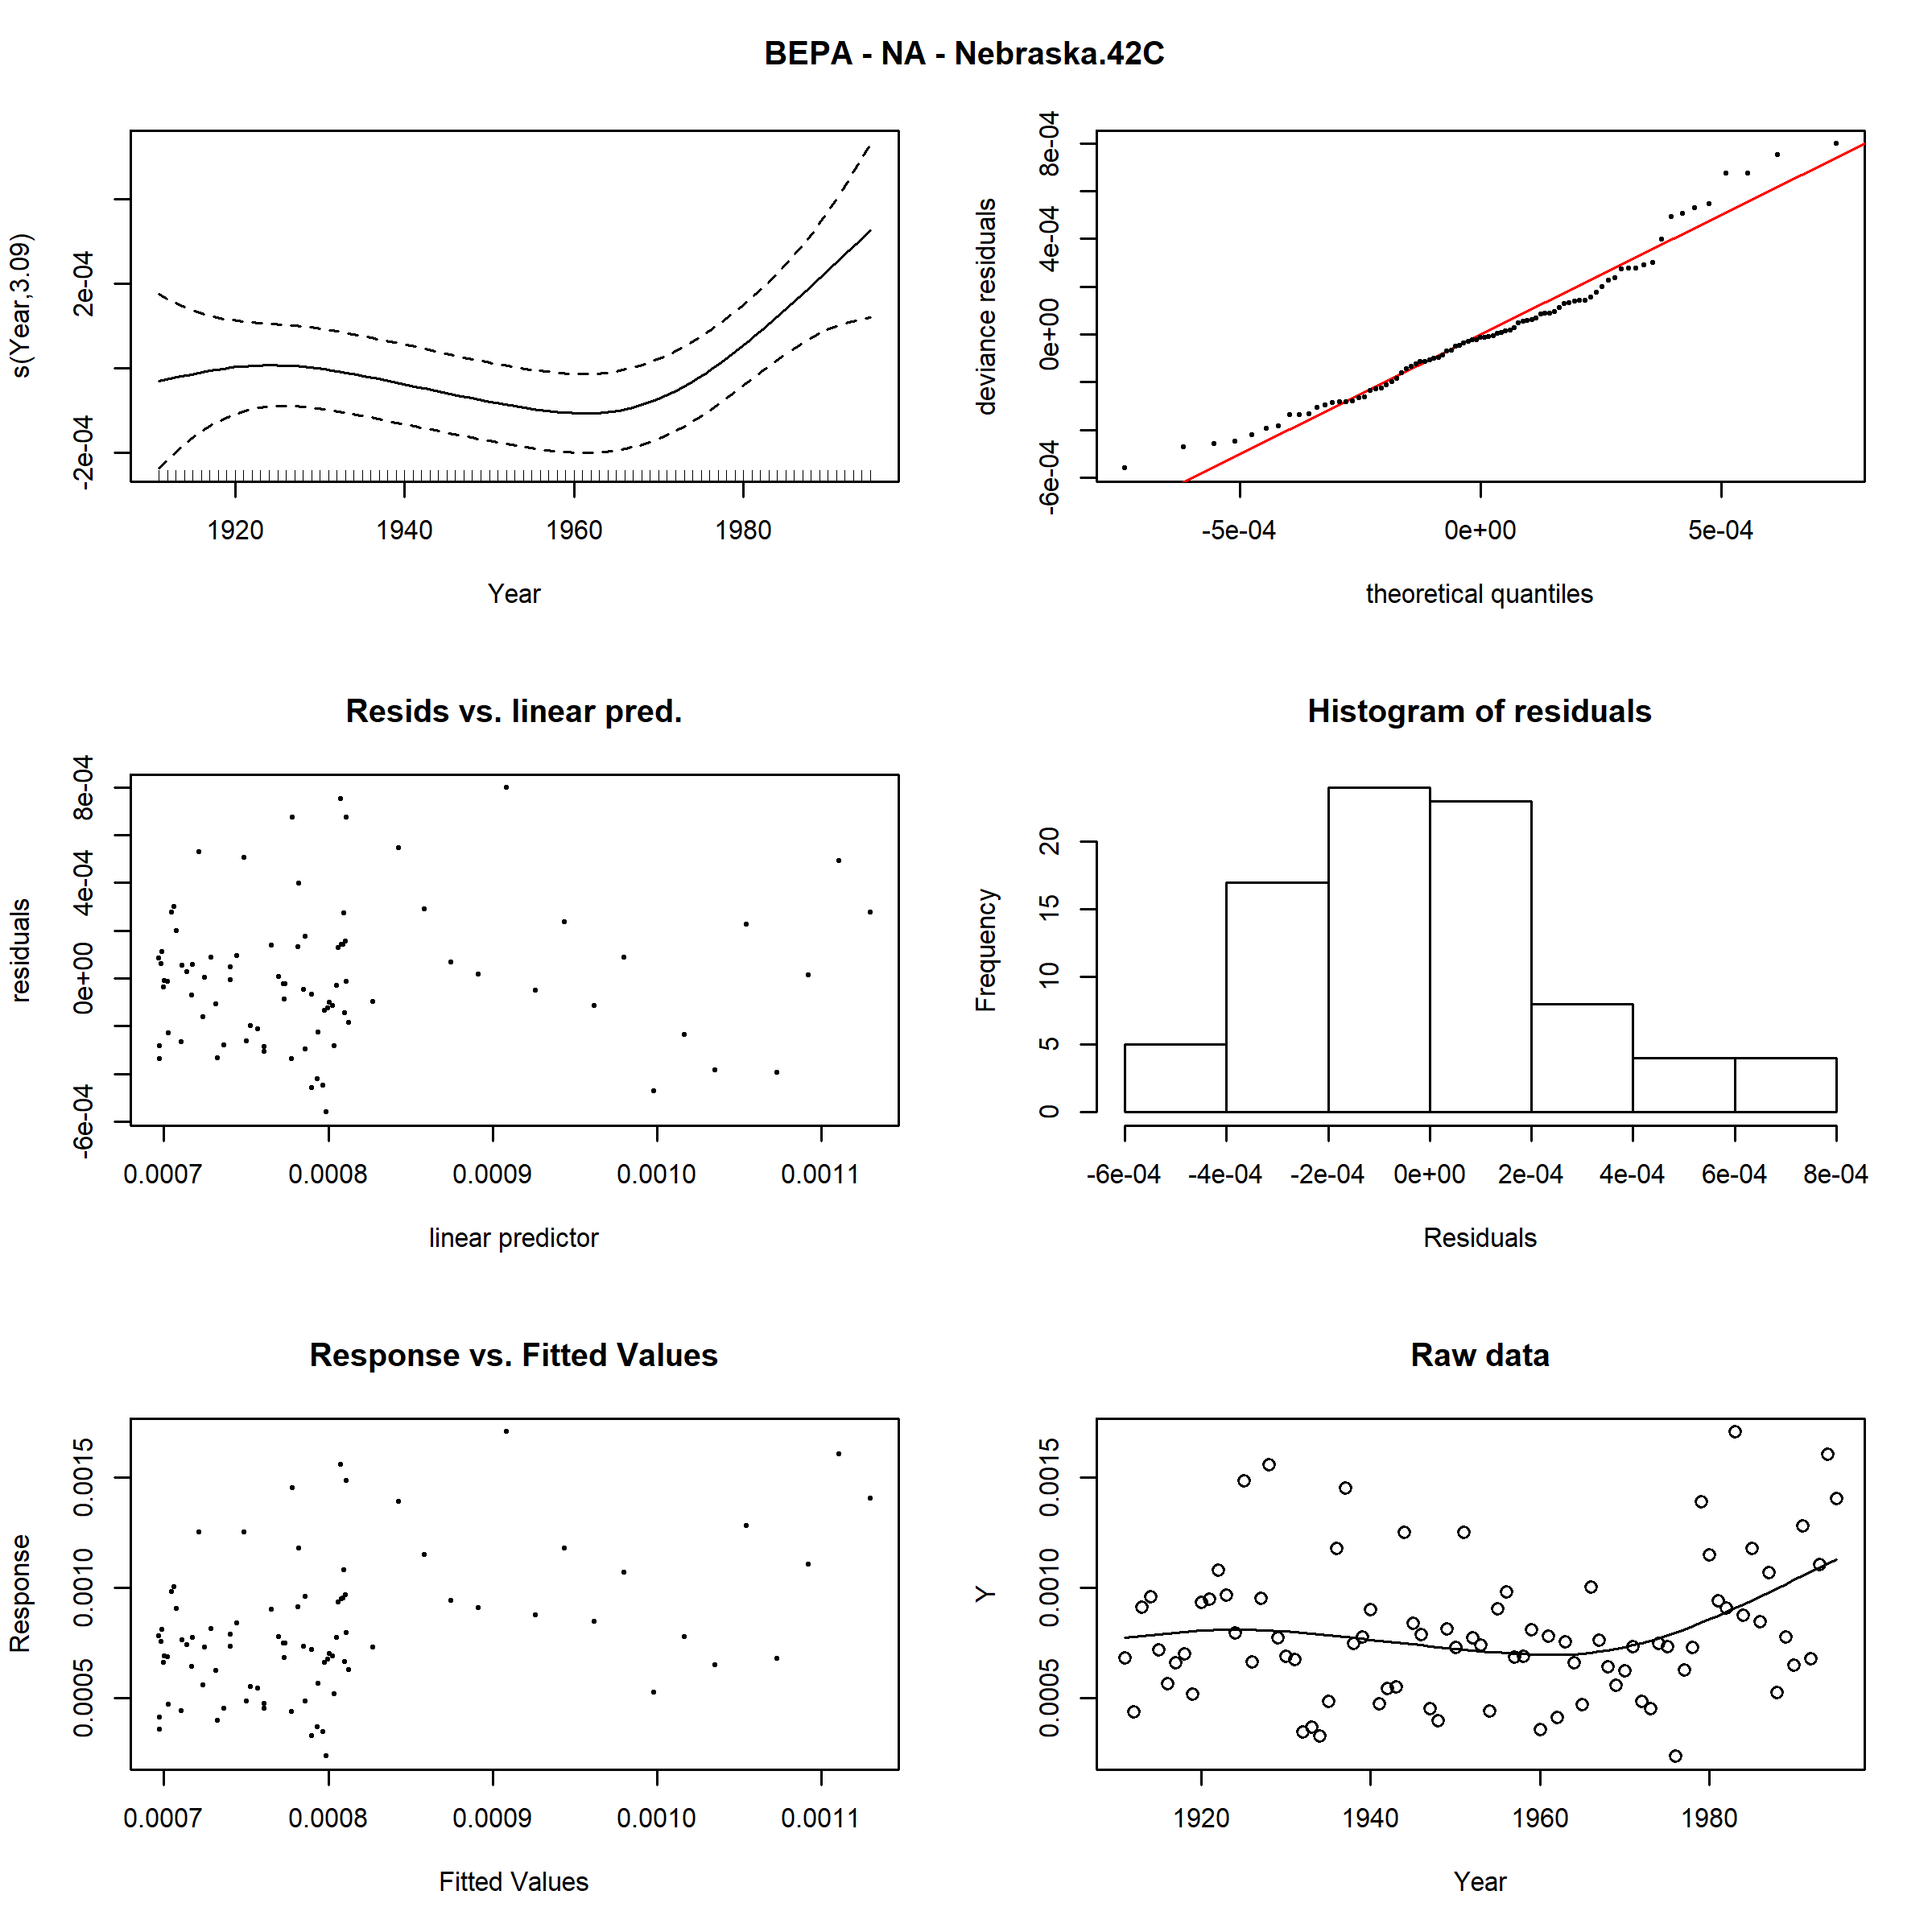 BEPA - NA - Nebraska.42C
s(Year,3.09)
-2e-04 2e-04
1920 1940 1960 1980
Year
deviance residuals
-6e-04 0e+00 4e-04 8e-04
-5e-04 0e+00 5e-04
theoretical quantiles
Resids vs. linear pred.
residuals
-6e-04 0e+00 4e-04 8e-04
0.0007 0.0008 0.0009 0.0010 0.0011
linear predictor
Histogram of residuals
Frequency
0 5 10 15 20
-6e-04 -4e-04 -2e-04 0e+00 2e-04 4e-04 6e-04 8e-04
Residuals
Response vs. Fitted Values
Response
0.0005 0.0010 0.0015
0.0007 0.0008 0.0009 0.0010 0.0011
Fitted Values
Raw data
Y
0.0005 0.0010 0.0015
1920 1940 1960 1980
Year